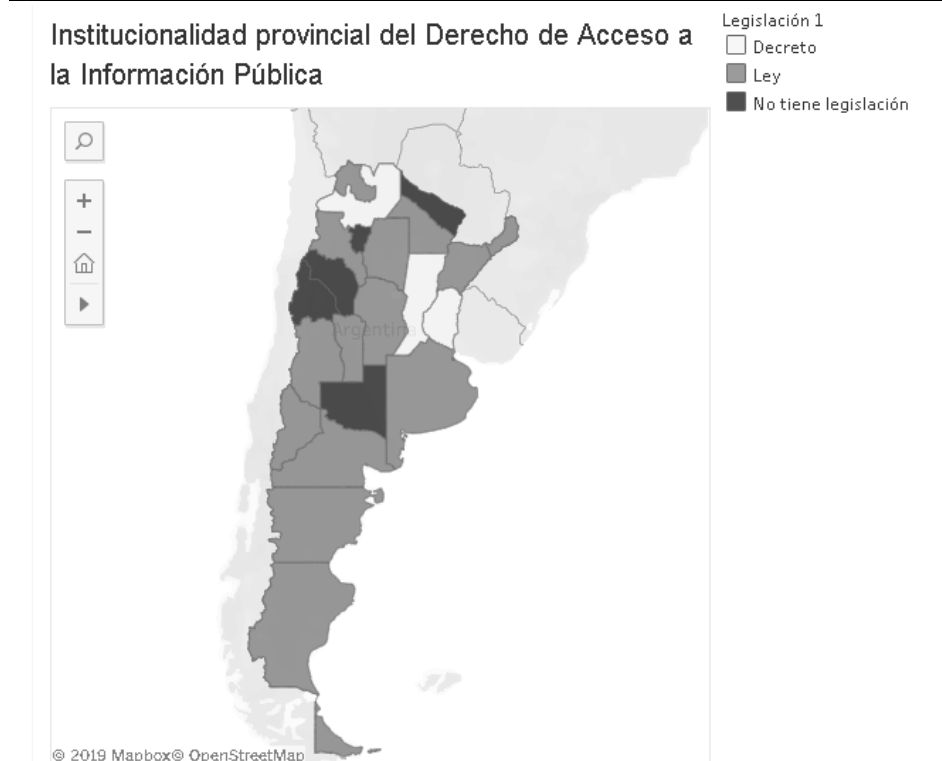 Institucionalidad provincial del Derecho de Acceso a
la Información Pública
Legislación 1
Decreto
Ley
No tiene legislación
Argentina
© 2019 Mapbox© OpenStreetMap